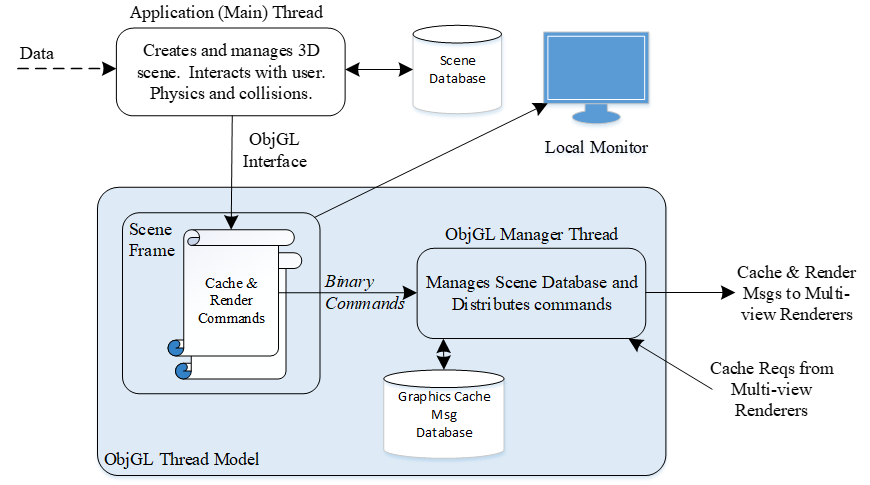 Application (Main) Thread
Data
Creates and manages 3D
scene.  Interacts with user.
Physics and collisions.
Scene
Database
Local Monitor
ObjGL
Interface
Scene
Frame
Cache &
Render
Commands
Binary
Commands
ObjGL Manager Thread
Manages Scene Database and
Distributes commands
Cache & Render
Msgs to Multi-
view Renderers
Cache Reqs from
Multi-view
Renderers
Graphics Cache
Msg
Database
ObjGL Thread Model